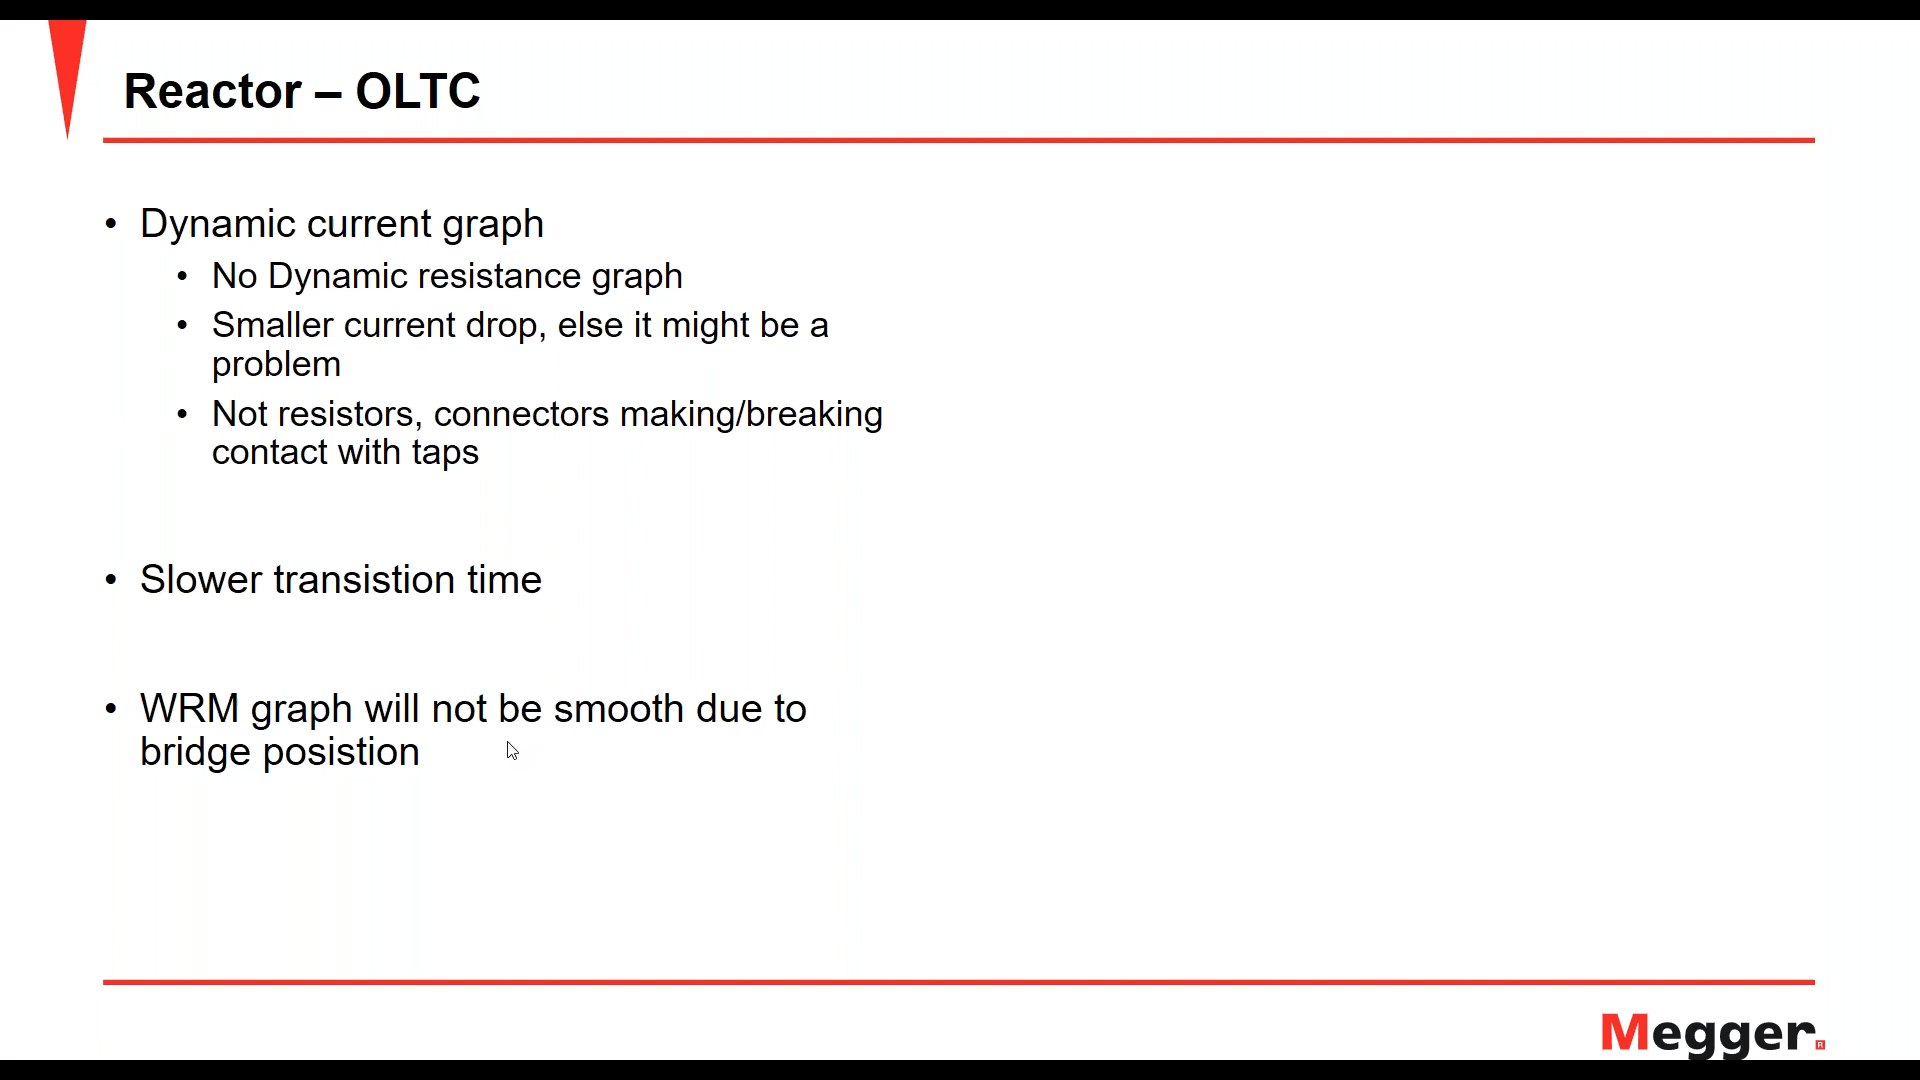 Reactor – OLTC
• Dynamic current graph
• No Dynamic resistance graph
• Smaller current drop, else it might be a
problem
• Not resistors, connectors making/breaking
contact with taps
• Slower transistion time
• WRM graph will not be smooth due to
bridge posistion
Megger.